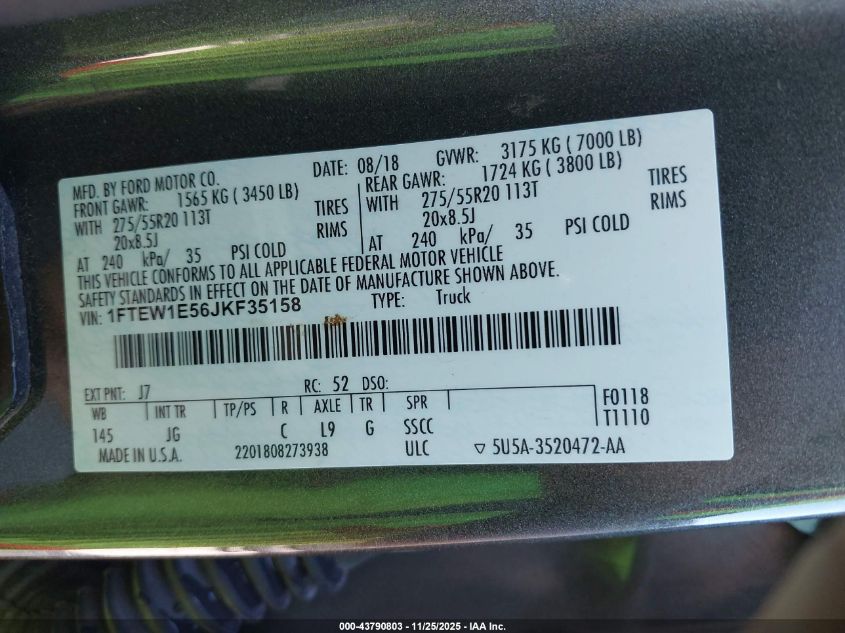 MFD. BY FORD MOTOR CO. DATE: 08/18 GVWR: 3175 KG ( 7000 LB)
FRONT GAWR: 1565 KG ( 3450 LB) REAR GAWR: 1724 KG ( 3800 LB)
WITH 275/55R20 113T TIRES WITH 275/55R20 113T TIRES
20x8.5J RIMS 20x8.5J RIMS
AT 240 kPa/ 35 PSI COLD AT 240 kPa/ 35 PSI COLD
THIS VEHICLE CONFORMS TO ALL APPLICABLE FEDERAL MOTOR VEHICLE
SAFETY STANDARDS IN EFFECT ON THE DATE OF MANUFACTURE SHOWN ABOVE.
VIN: 1FTEW1E56JKF35158 TYPE: Truck
EXT PNT: J7 RC: 52 DSO:
WB INT TR TP/PS R AXLE TR SPR F0118
145 JG C L9 G SSCC T1110
MADE IN U.S.A. 2201808273938 ULC ▽ 5U5A-3520472-AA
000-43790803 - 11/25/2025 - IAA Inc.